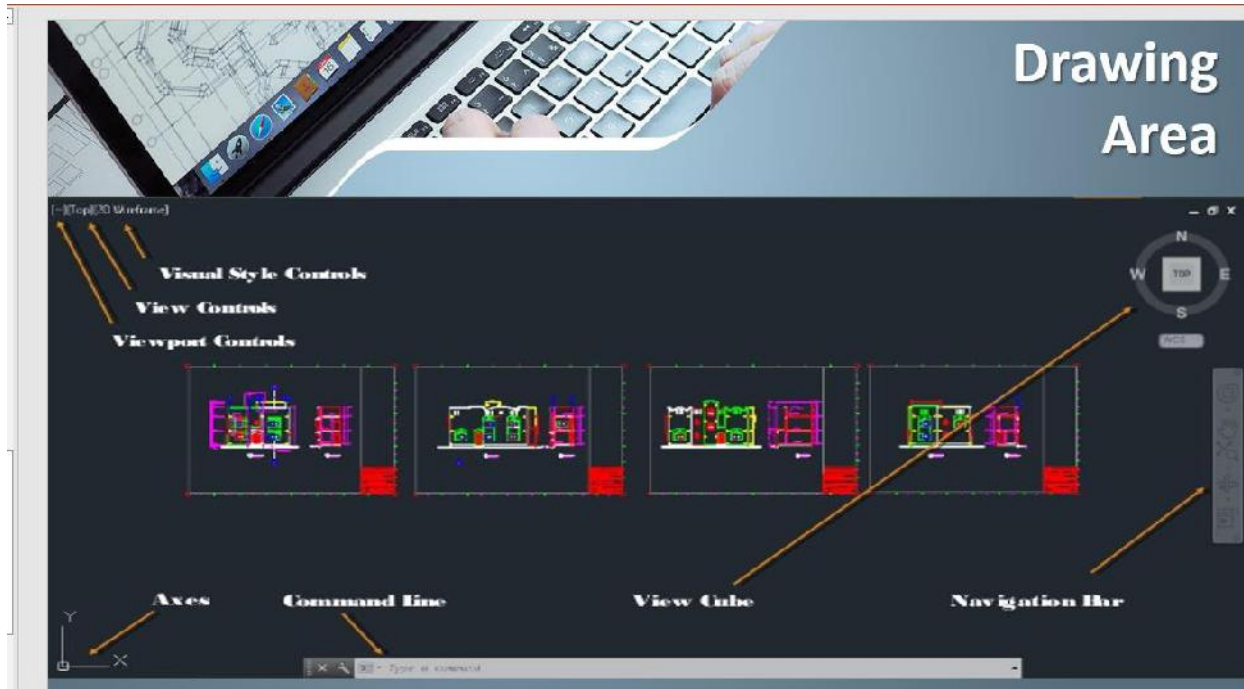 Drawing
Area
[-][Top][2D Wireframe]
N
W
TOP
E
S
WCS
Visual Style Controls
View Controls
Viewport Controls
Axes
Command Line
View Cube
Navigation Bar
Y
X
Type a command